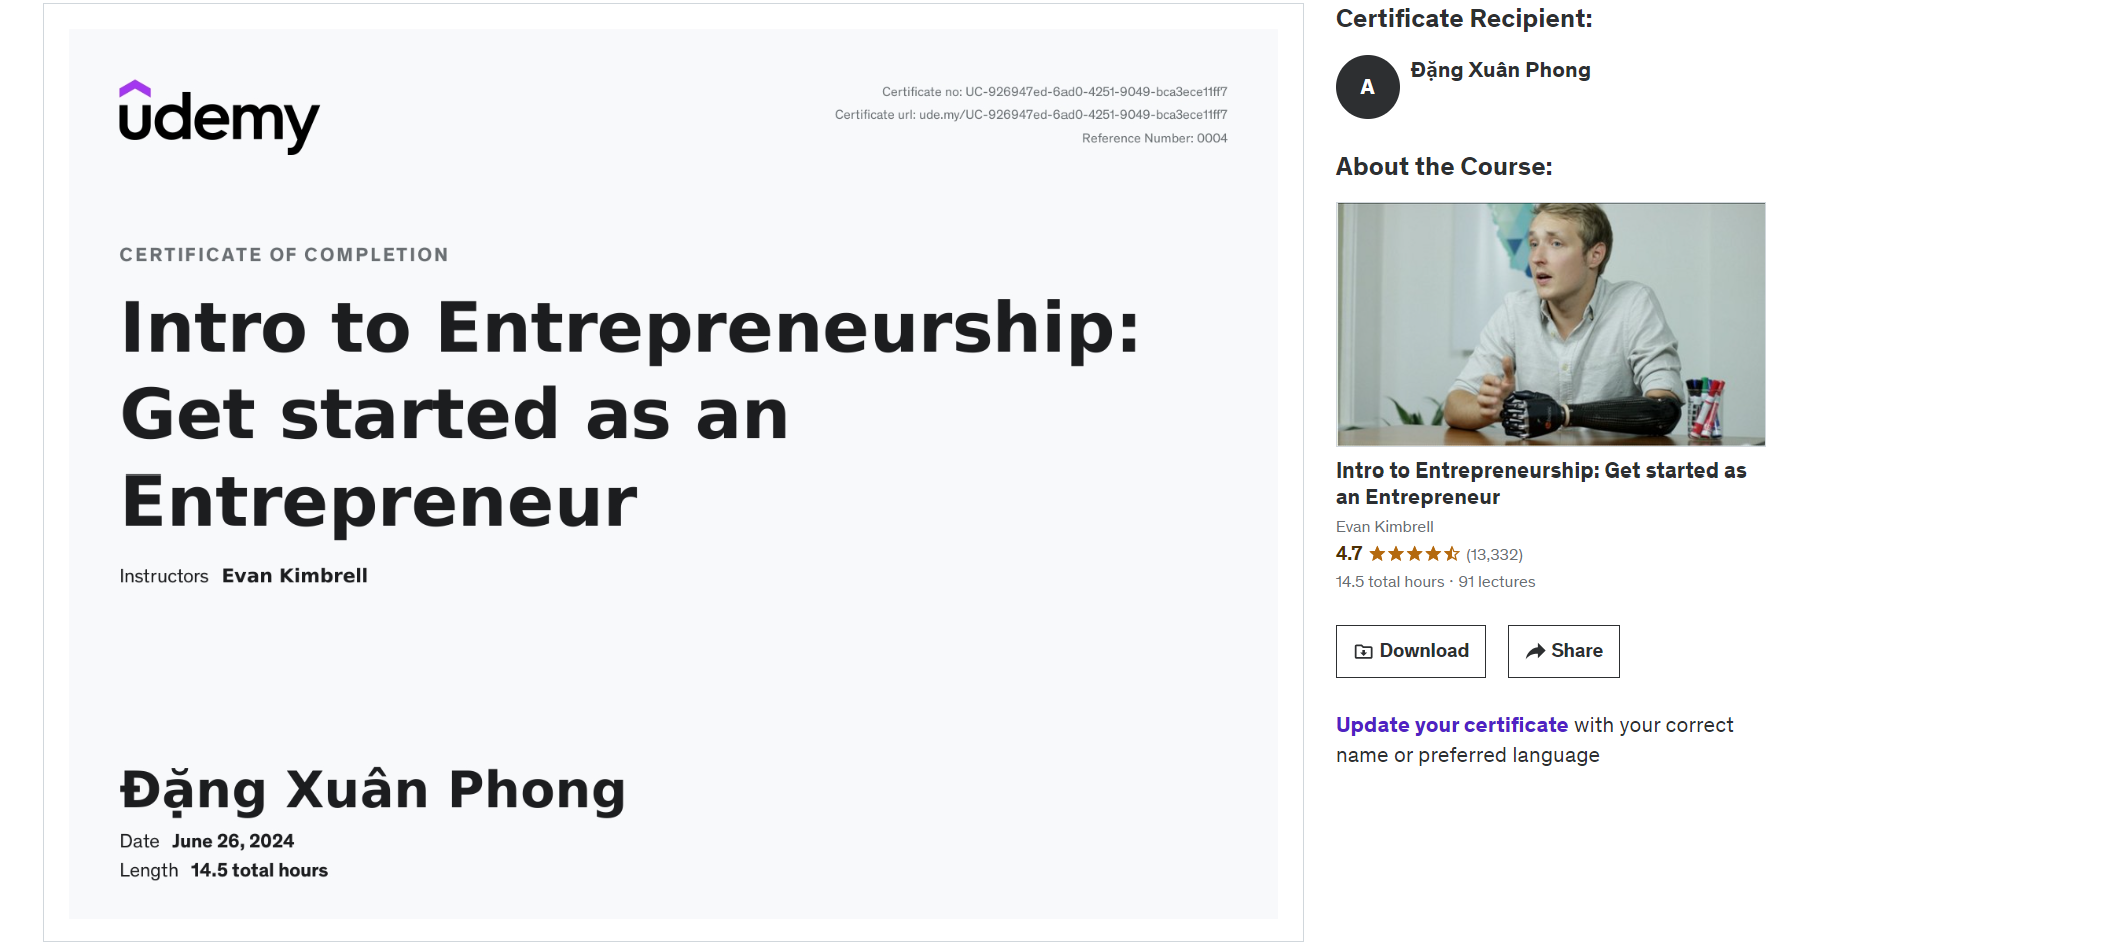 udemy
Certificate no: UC-926947ed-6ad0-4251-9049-bca3ece11ff7
Certificate url: ude.my/UC-926947ed-6ad0-4251-9049-bca3ece11ff7
Reference Number: 0004
CERTIFICATE OF COMPLETION
Intro to Entrepreneurship:
Get started as an
Entrepreneur
Instructors Evan Kimbrell
Đặng Xuân Phong
Date June 26, 2024
Length 14.5 total hours
Certificate Recipient:
A
Đặng Xuân Phong
About the Course:
Intro to Entrepreneurship: Get started as
an Entrepreneur
Evan Kimbrell
4.7 (13,332)
14.5 total hours · 91 lectures
Download
Share
Update your certificate with your correct
name or preferred language